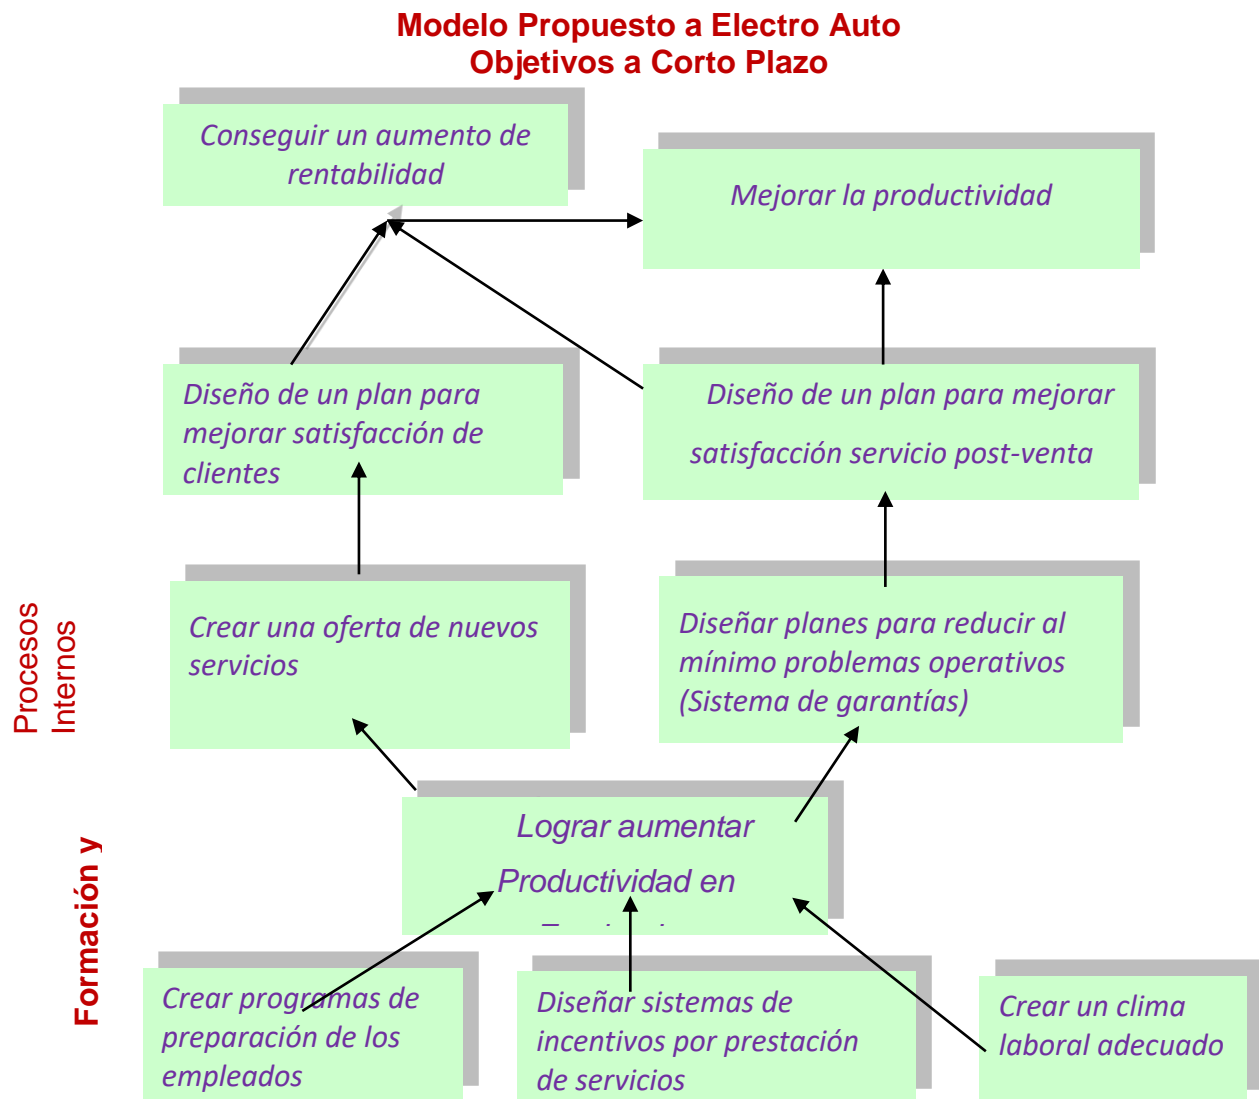 Modelo Propuesto a Electro Auto
Objetivos a Corto Plazo
Conseguir un aumento de
rentabilidad
Mejorar la productividad
Diseño de un plan para
mejorar satisfacción de
clientes
Diseño de un plan para mejorar
satisfacción servicio post-venta
Procesos
Internos
Crear una oferta de nuevos
servicios
Diseñar planes para reducir al
mínimo problemas operativos
(Sistema de garantías)
Formación y
Lograr aumentar
Productividad en
Crear programas de
preparación de los
empleados
Diseñar sistemas de
incentivos por prestación
de servicios
Crear un clima
laboral adecuado